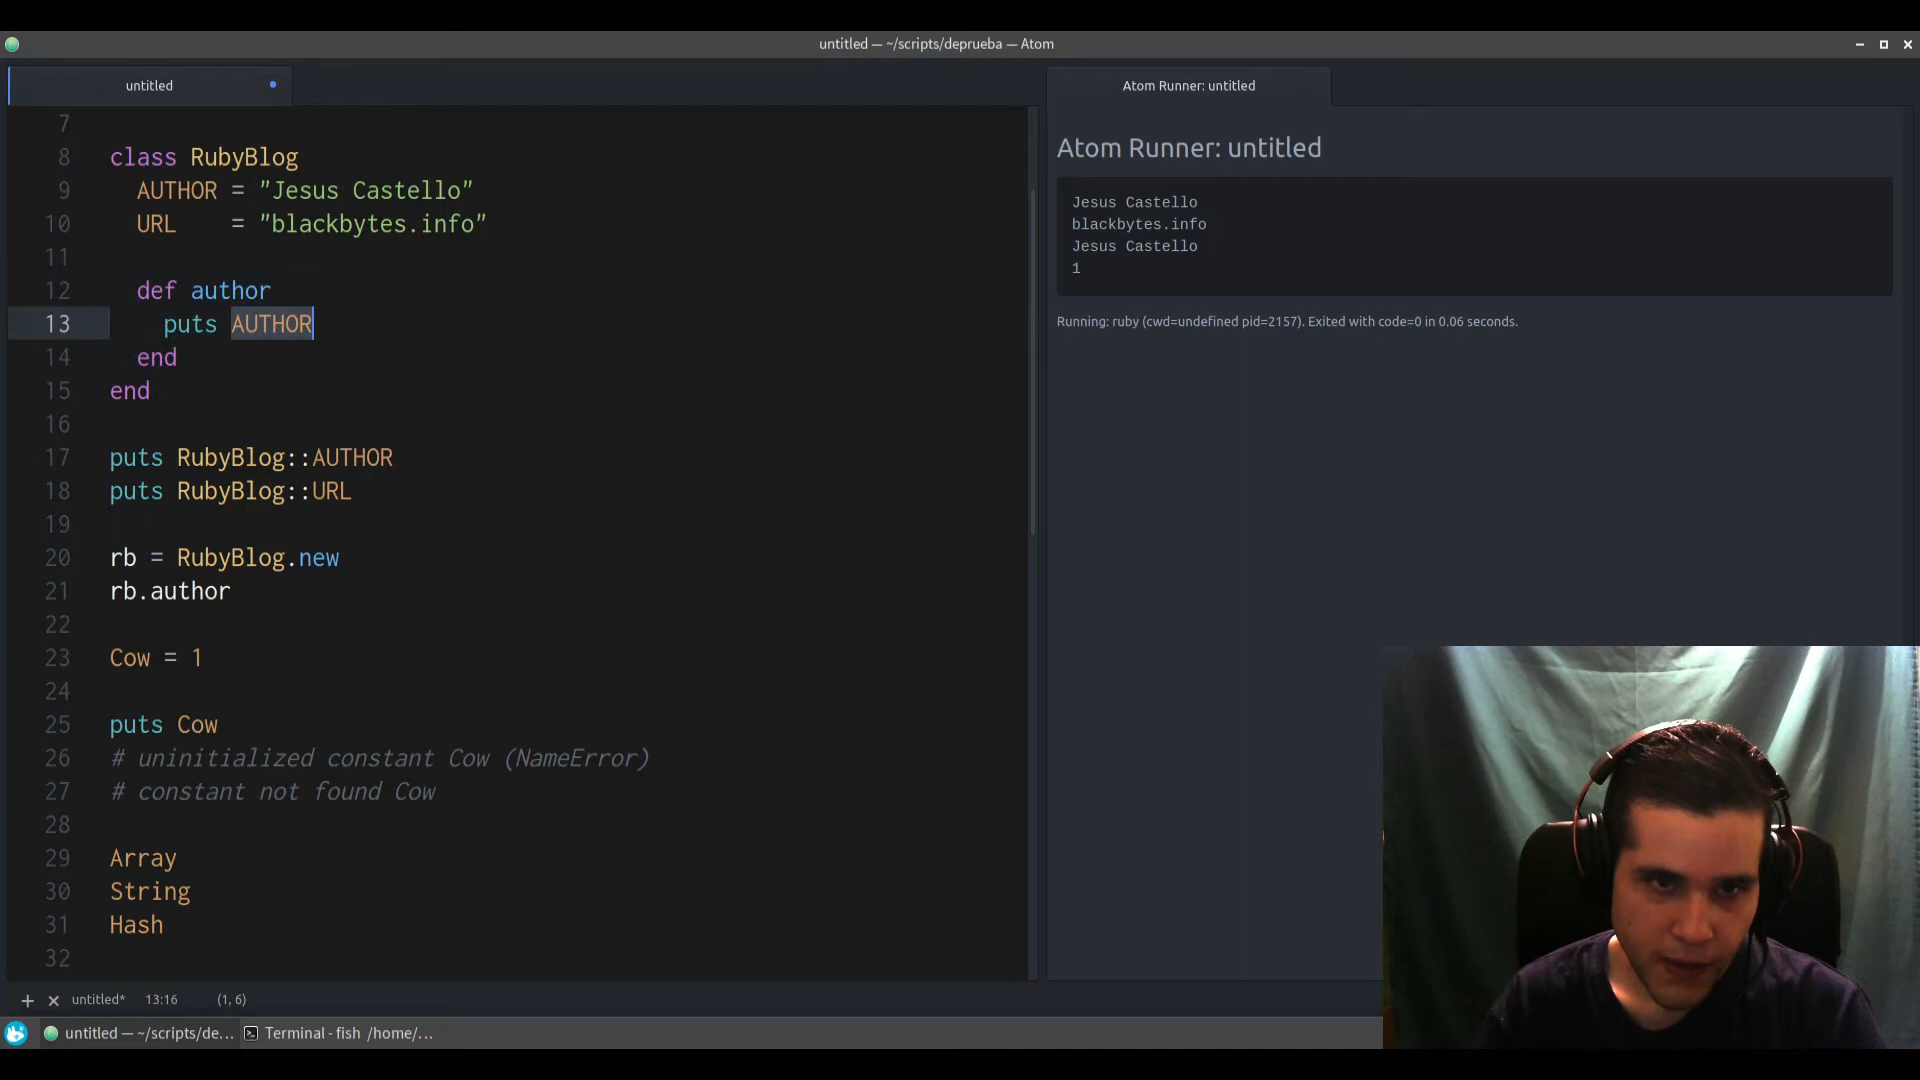 untitled — ~/scripts/deprueba — Atom
untitled
Atom Runner: untitled
7
8 class RubyBlog
9 AUTHOR = "Jesus Castello"
10 URL    = "blackbytes.info"
11
12 def author
13 puts AUTHOR
14 end
15 end
16
17 puts RubyBlog::AUTHOR
18 puts RubyBlog::URL
19
20 rb = RubyBlog.new
21 rb.author
22
23 Cow = 1
24
25 puts Cow
26 # uninitialized constant Cow (NameError)
27 # constant not found Cow
28
29 Array
30 String
31 Hash
32
Atom Runner: untitled
Jesus Castello
blackbytes.info
Jesus Castello
1
Running: ruby (cwd=undefined pid=2157). Exited with code=0 in 0.06 seconds.
untitled* 13:16 (1, 6)
untitled — ~/scripts/de... Terminal - fish /home/...